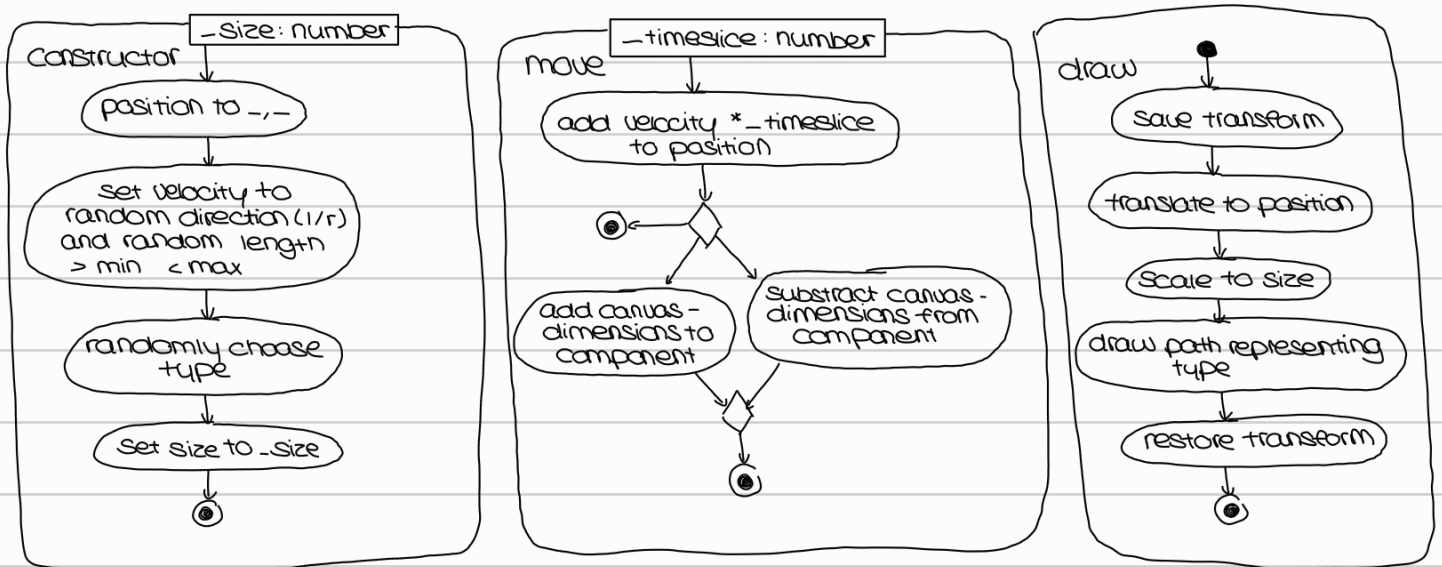 _size: number
constructor
position to _,_
set velocity to
random direction (1/r)
and random length
> min < max
randomly choose
type
set size to _size
_timeslice: number
move
add velocity *_timeslice
to position
add canvas-
dimensions to
component
substract canvas-
dimensions from
component
draw
save transform
translate to position
scale to size
draw path representing
type
restore transform